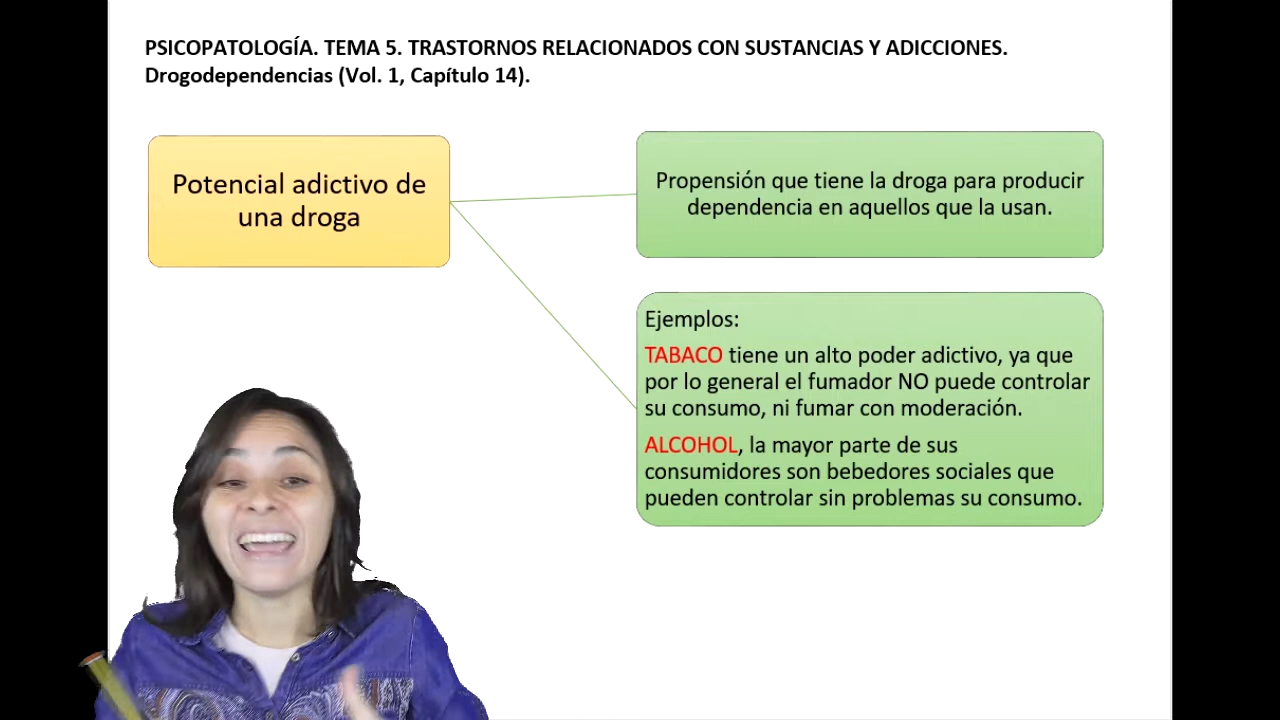 PSICOPATOLOGÍA. TEMA 5. TRASTORNOS RELACIONADOS CON SUSTANCIAS Y ADICCIONES.
Drogodependencias (Vol. 1, Capítulo 14).
Potencial adictivo de
una droga
Propensión que tiene la droga para producir
dependencia en aquellos que la usan.
Ejemplos:
TABACO tiene un alto poder adictivo, ya que
por lo general el fumador NO puede controlar
su consumo, ni fumar con moderación.
ALCOHOL, la mayor parte de sus
consumidores son bebedores sociales que
pueden controlar sin problemas su consumo.